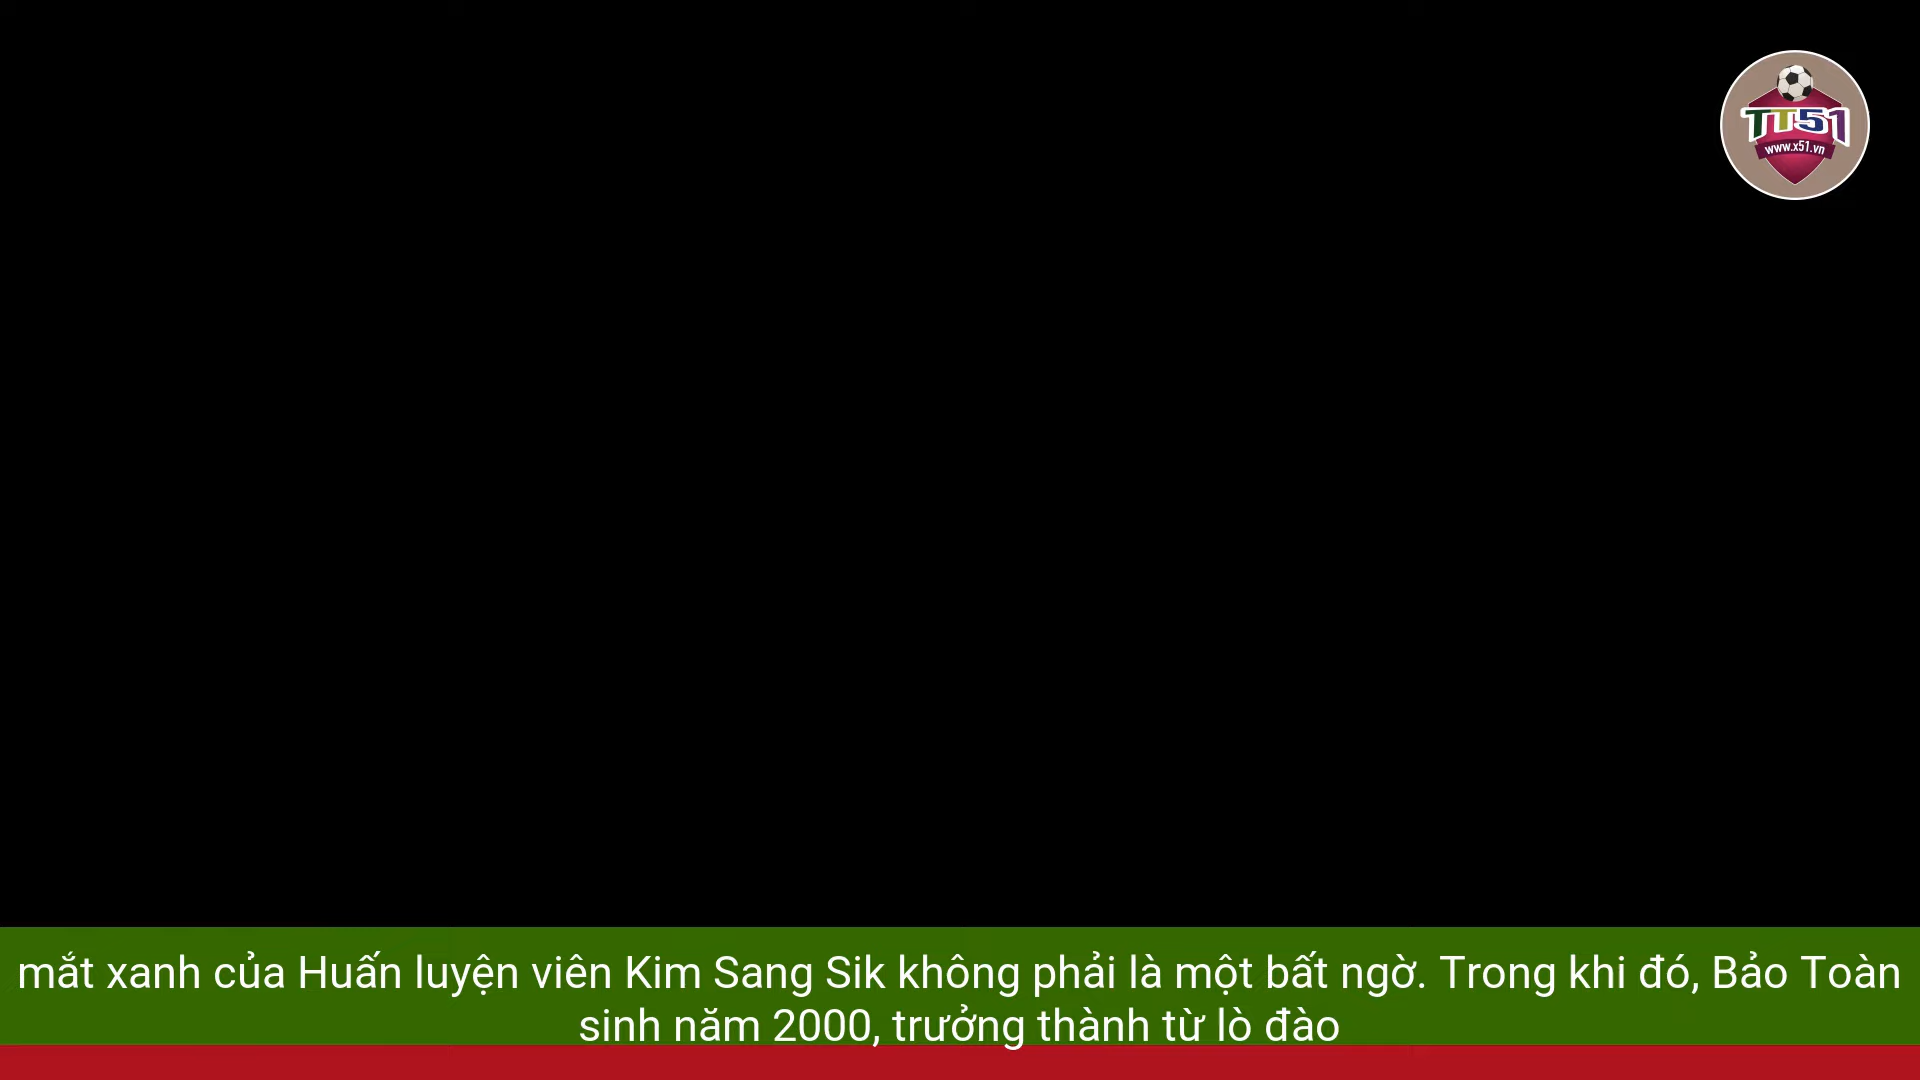 TT51
www.x51.vn
mắt xanh của Huấn luyện viên Kim Sang Sik không phải là một bất ngờ. Trong khi đó, Bảo Toàn
sinh năm 2000, trưởng thành từ lò đào